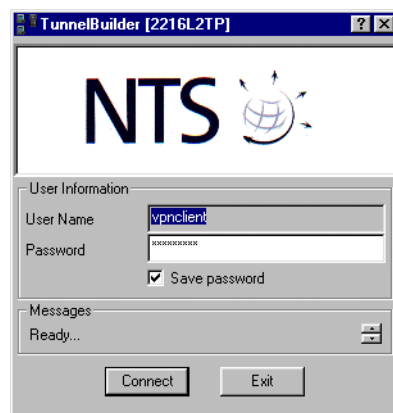 TunnelBuilder [2216L2TP]
NTS
User Information
User Name vpnclient
Password xxxxxxxxx
Save password
Messages
Ready...
Connect Exit